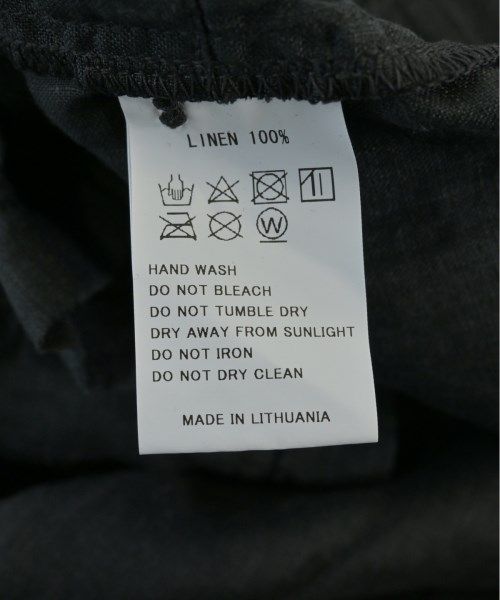 LINEN 100%
W
HAND WASH
DO NOT BLEACH
DO NOT TUMBLE DRY
DRY AWAY FROM SUNLIGHT
DO NOT IRON
DO NOT DRY CLEAN
MADE IN LITHUANIA